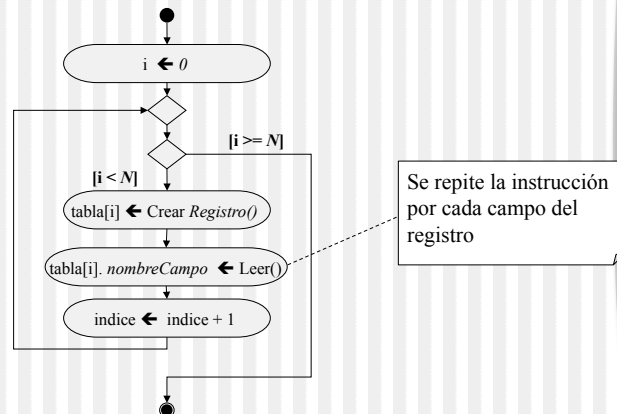 i 🡸 0
[i >= N]
[i < N]
tabla[i] 🡸 Crear Registro()
tabla[i]. nombreCampo 🡸 Leer()
indice 🡸 indice + 1
Se repite la instrucción
por cada campo del
registro